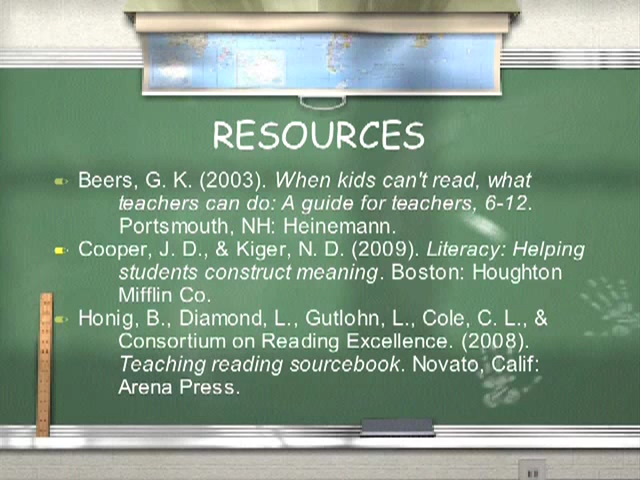 RESOURCES
Beers, G. K. (2003). When kids can't read, what
teachers can do: A guide for teachers, 6-12.
Portsmouth, NH: Heinemann.
Cooper, J. D., & Kiger, N. D. (2009). Literacy: Helping
students construct meaning. Boston: Houghton
Mifflin Co.
Honig, B., Diamond, L., Gutlohn, L., Cole, C. L., &
Consortium on Reading Excellence. (2008).
Teaching reading sourcebook. Novato, Calif:
Arena Press.